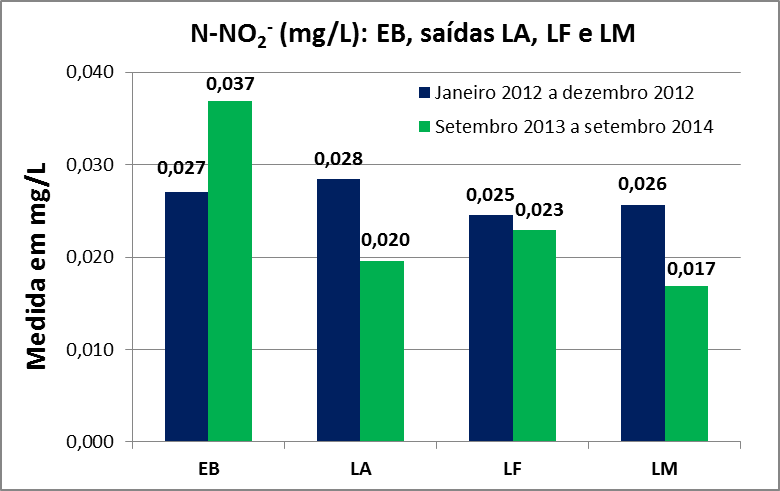 N-NO₂⁻ (mg/L): EB, saídas LA, LF e LM
Medida em mg/L
0,040
0,030
0,020
0,010
0,000
Janeiro 2012 a dezembro 2012
Setembro 2013 a setembro 2014
0,027
0,037
0,028
0,020
0,025
0,023
0,026
0,017
EB
LA
LF
LM